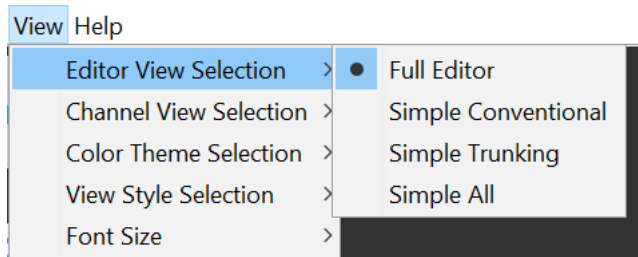 View Help
Editor View Selection
Channel View Selection
Color Theme Selection
View Style Selection
Font Size
Full Editor
Simple Conventional
Simple Trunking
Simple All